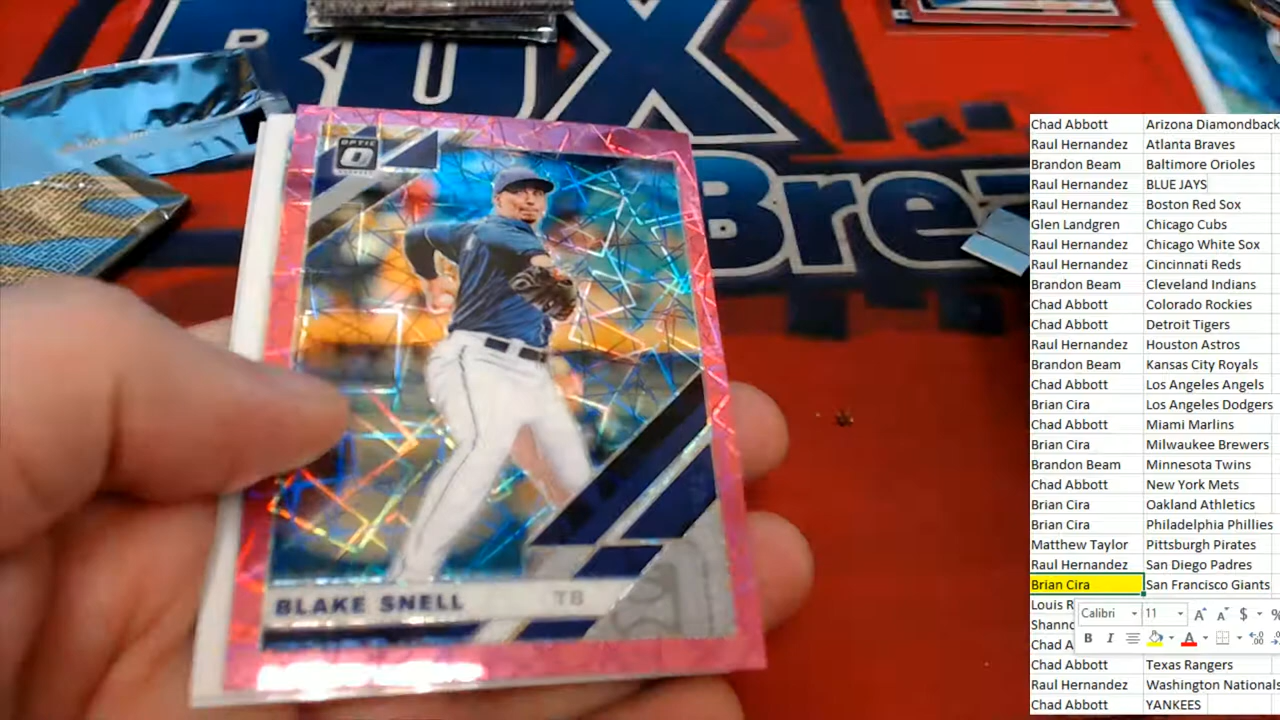 BOX
Brea
OPTIC
BLAKE SNELL TB
Chad Abbott Arizona Diamondback
Raul Hernandez Atlanta Braves
Brandon Beam Baltimore Orioles
Raul Hernandez BLUE JAYS
Raul Hernandez Boston Red Sox
Glen Landgren Chicago Cubs
Raul Hernandez Chicago White Sox
Raul Hernandez Cincinnati Reds
Brandon Beam Cleveland Indians
Chad Abbott Colorado Rockies
Chad Abbott Detroit Tigers
Raul Hernandez Houston Astros
Brandon Beam Kansas City Royals
Chad Abbott Los Angeles Angels
Brian Cira Los Angeles Dodgers
Chad Abbott Miami Marlins
Brian Cira Milwaukee Brewers
Brandon Beam Minnesota Twins
Chad Abbott New York Mets
Brian Cira Oakland Athletics
Brian Cira Philadelphia Phillies
Matthew Taylor Pittsburgh Pirates
Raul Hernandez San Diego Padres
Brian Cira San Francisco Giants
Louis R
Calibri 11 A A $ %
Shanno
B I A
Chad A
Chad Abbott Texas Rangers
Raul Hernandez Washington Nationals
Chad Abbott YANKEES